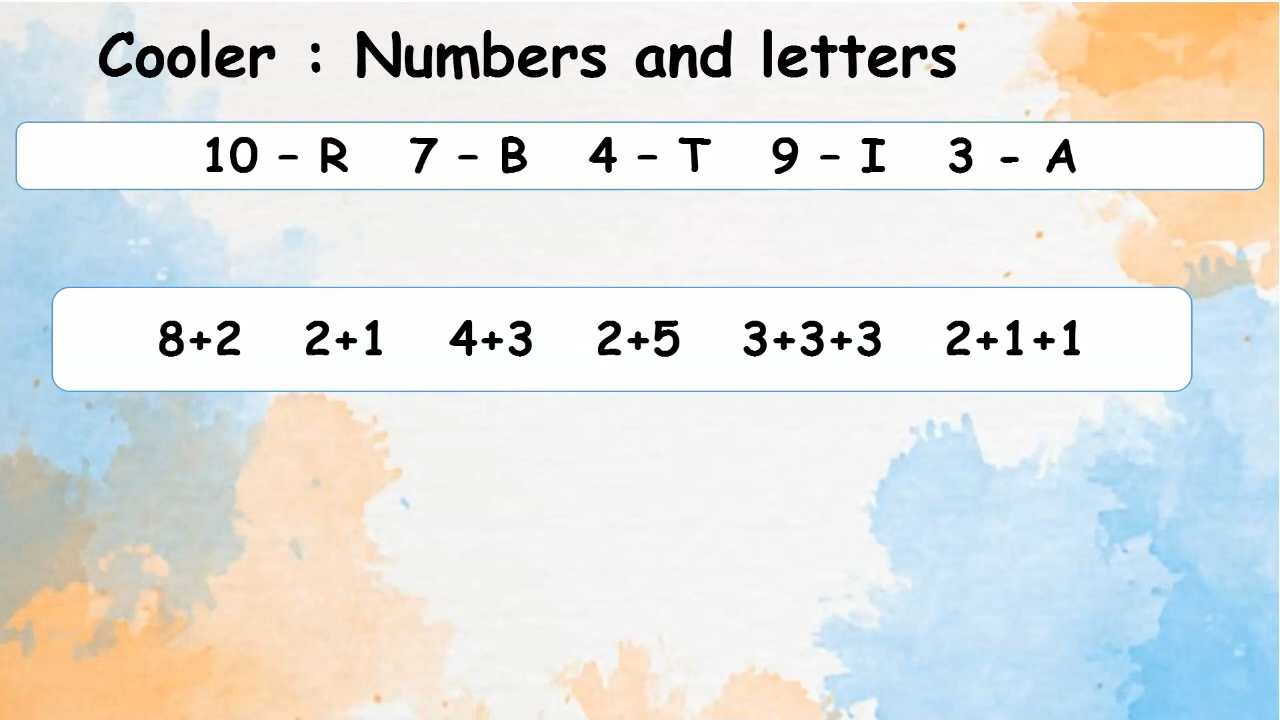 Cooler : Numbers and letters
10 – R 7 – B 4 – T 9 – I 3 - A
8+2 2+1 4+3 2+5 3+3+3 2+1+1